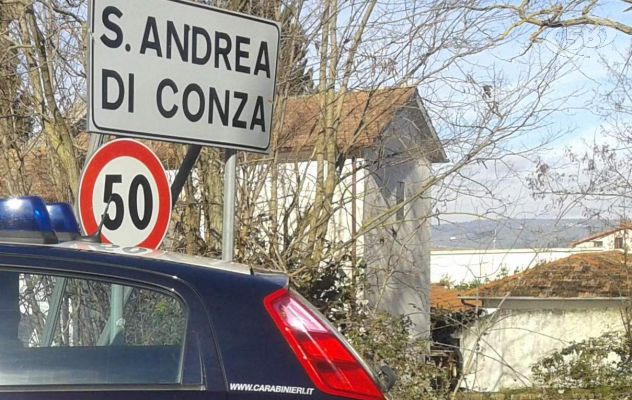 S. ANDREA
DI CONZA
50
WWW.CARABINIERI.IT